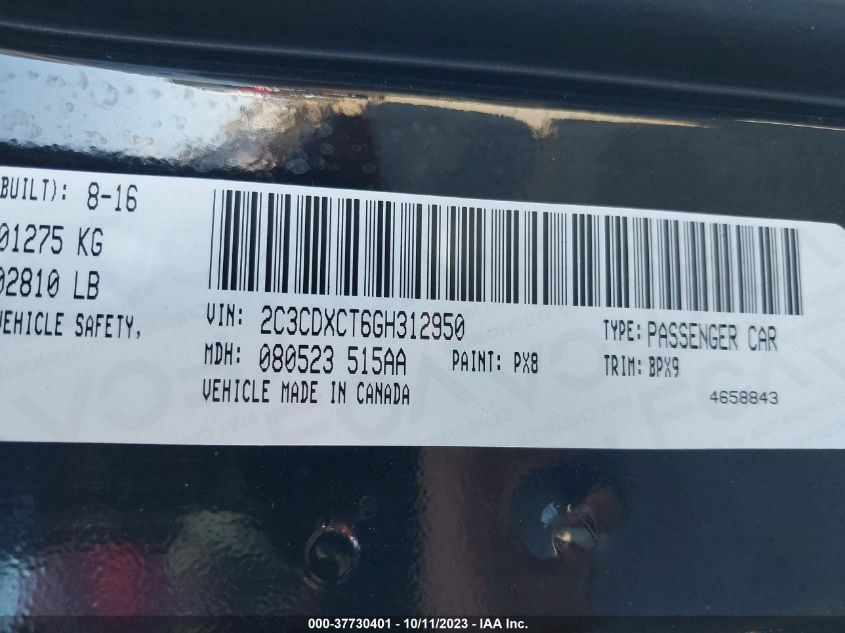 BUILT): 8-16
01275 KG
02810 LB
VEHICLE SAFETY,
VIN: 2C3CDXCT6GH312950
TYPE: PASSENGER CAR
MDH: 080523 515AA
PAINT: PX8
TRIM: BPX9
VEHICLE MADE IN CANADA
4658843
000-37730401 - 10/11/2023 - IAA Inc.